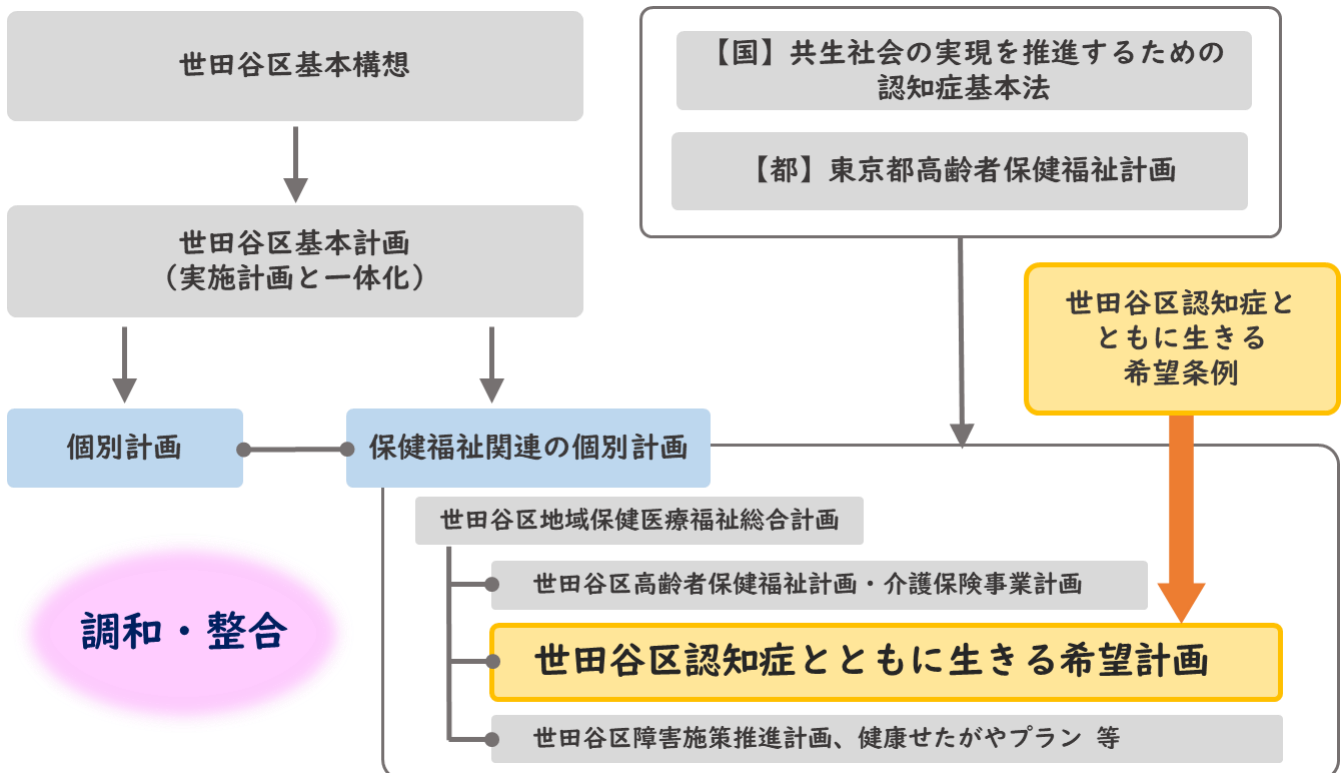 世田谷区基本構想
【国】共生社会の実現を推進するための
認知症基本法
【都】東京都高齢者保健福祉計画
世田谷区基本計画
（実施計画と一体化）
世田谷区認知症と
ともに生きる
希望条例
個別計画
保健福祉関連の個別計画
世田谷区地域保健医療福祉総合計画
世田谷区高齢者保健福祉計画・介護保険事業計画
調和・整合
世田谷区認知症とともに生きる希望計画
世田谷区障害施策推進計画、健康せたがやプラン 等